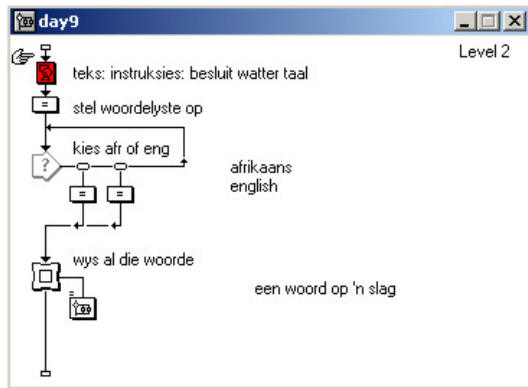 day9
Level 2
teks: instruksies: besluit watter taal
=
stel woordelyste op
kies afr of eng
?
afrikaans
english
= =
wys al die woorde
=
een woord op 'n slag